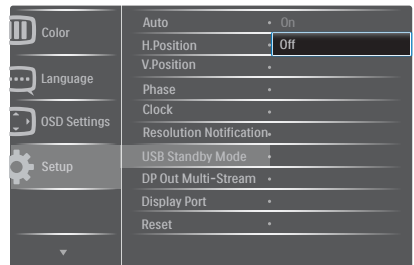 Color
Language
OSD Settings
Setup
Auto
On
H.Position
Off
V.Position
Phase
Clock
Resolution Notification
USB Standby Mode
DP Out Multi-Stream
Display Port
Reset